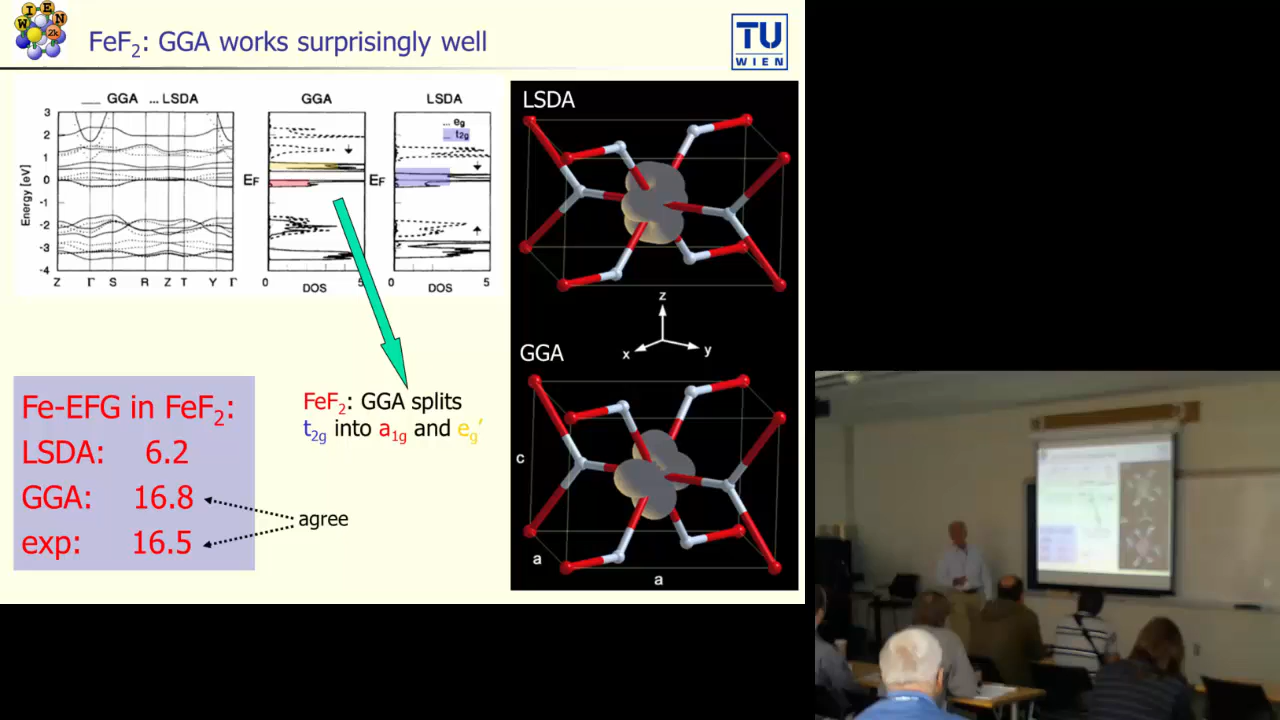 WIEN2k
FeF₂: GGA works surprisingly well
TU
WIEN
___ GGA ... LSDA
GGA
LSDA
... eg
_ t2g
Energy [eV]
3
2
1
0
-1
-2
-3
-4
Z Γ S R Z T Y Γ
EF
0 DOS 5
EF
0 DOS 5
LSDA
z
x
y
GGA
c
a
a
FeF₂: GGA splits
t2g into a1g and eg’
Fe-EFG in FeF₂:
LSDA: 6.2
GGA: 16.8
exp: 16.5
agree